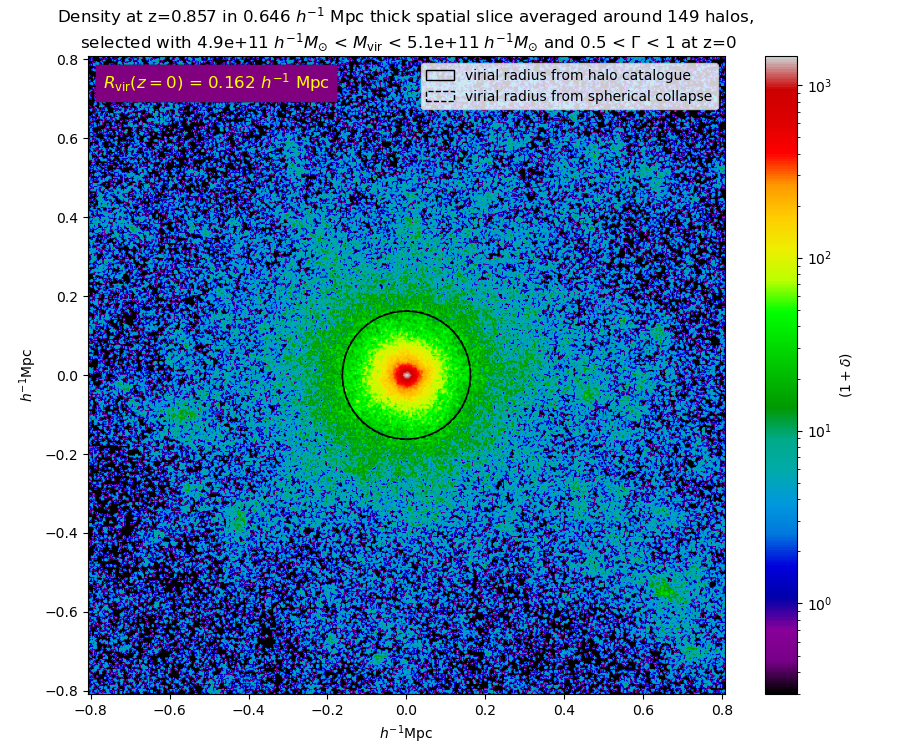 Density at z=0.857 in 0.646 h⁻¹ Mpc thick spatial slice averaged around 149 halos,
selected with 4.9e+11 h⁻¹M⊙ < Mvir < 5.1e+11 h⁻¹M⊙ and 0.5 < Γ < 1 at z=0
Rvir(z = 0) = 0.162 h⁻¹ Mpc
virial radius from halo catalogue
virial radius from spherical collapse
0.8
0.6
0.4
0.2
0.0
−0.2
−0.4
−0.6
−0.8
h⁻¹Mpc
−0.8 −0.6 −0.4 −0.2 0.0 0.2 0.4 0.6 0.8
h⁻¹Mpc
10³
10²
10¹
10⁰
(1 + δ)